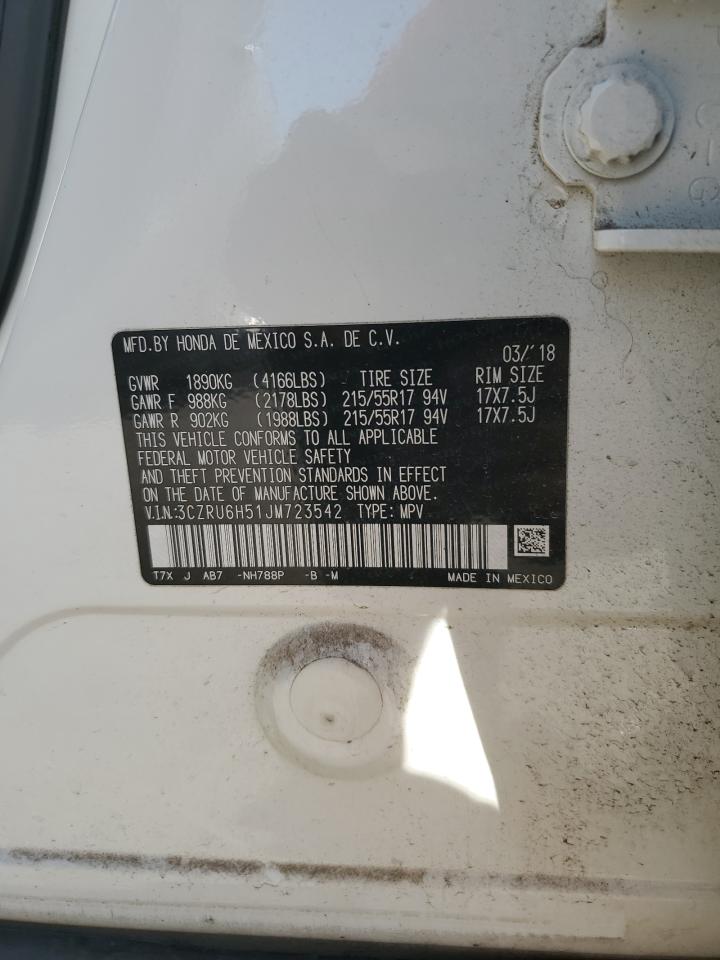 MFD.BY HONDA DE MEXICO S.A. DE C.V.
03/'18
GVWR 1890KG (4166LBS) TIRE SIZE RIM SIZE
GAWR F 988KG (2178LBS) 215/55R17 94V 17X7.5J
GAWR R 902KG (1988LBS) 215/55R17 94V 17X7.5J
THIS VEHICLE CONFORMS TO ALL APPLICABLE
FEDERAL MOTOR VEHICLE SAFETY
AND THEFT PREVENTION STANDARDS IN EFFECT
ON THE DATE OF MANUFACTURE SHOWN ABOVE.
V.I.N.:3CZRU6H51JM723542 TYPE: MPV
T7X J AB7 -NH788P -B -M MADE IN MEXICO